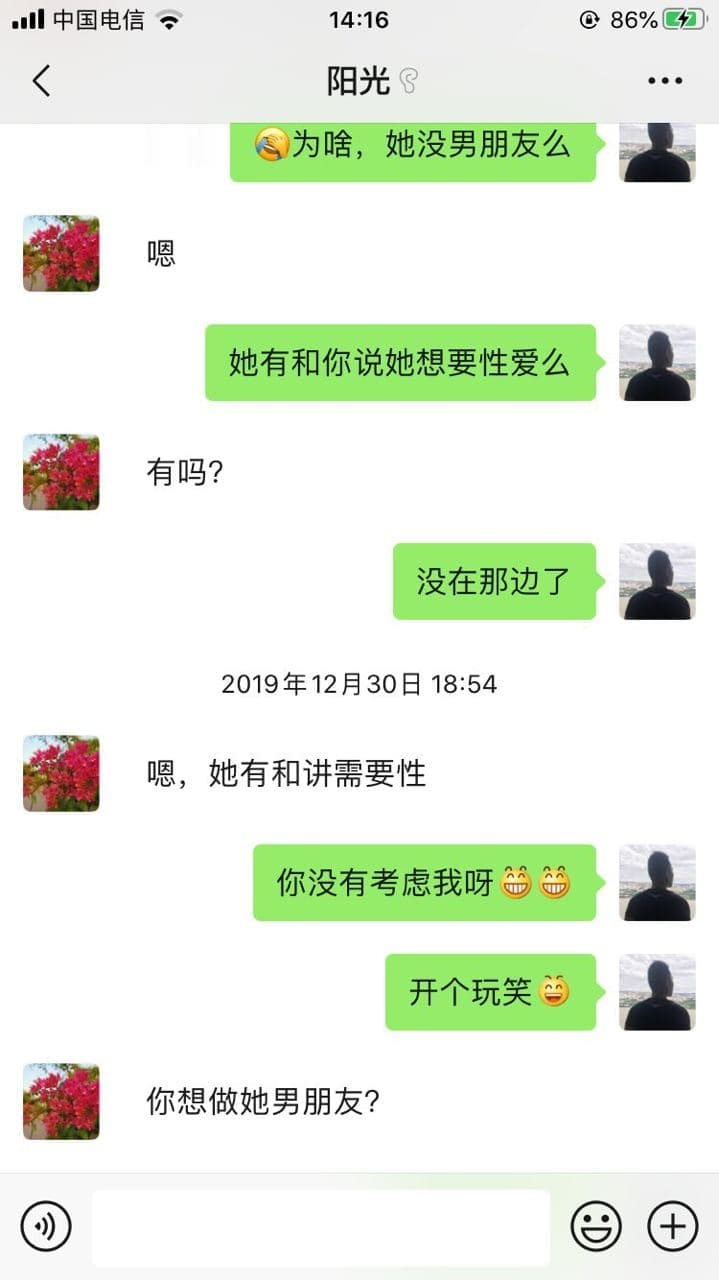 中国电信 14:16 86%
阳光
🤣为啥，她没男朋友么
嗯
她有和你说她想要性爱么
有吗?
没在那边了
2019年12月30日 18:54
嗯，她有和讲需要性
你没有考虑我呀😁😁
开个玩笑😄
你想做她男朋友?